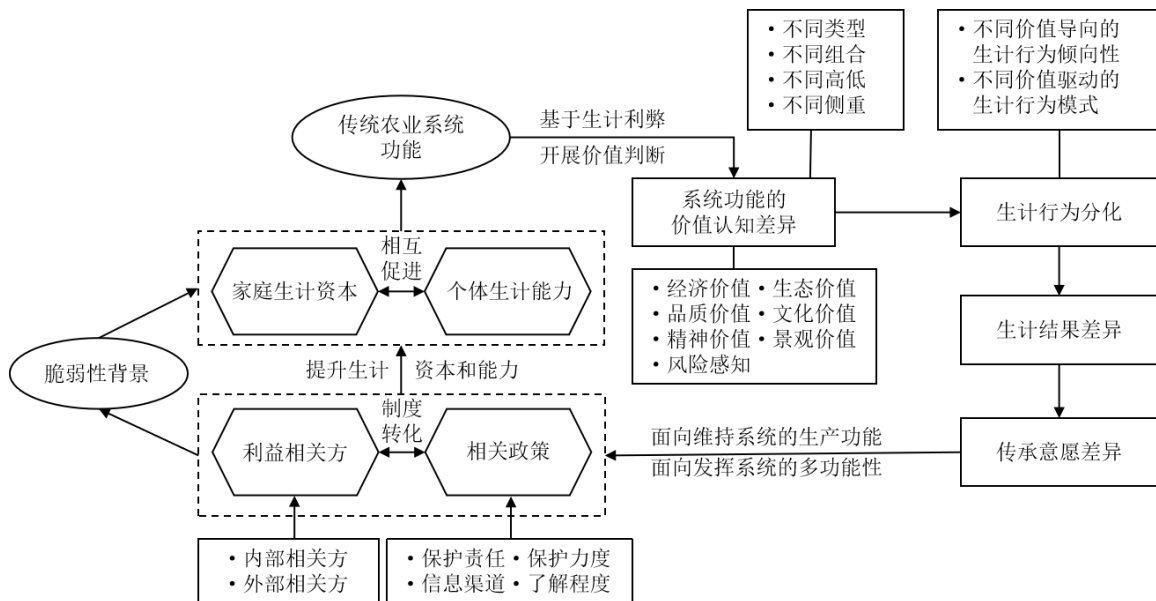 • 不同类型
• 不同组合
• 不同高低
• 不同侧重
• 不同价值导向的
生计行为倾向性
• 不同价值驱动的
生计行为模式
传统农业系统
功能
基于生计利弊
开展价值判断
系统功能的
价值认知差异
生计行为分化
相互
促进
家庭生计资本
个体生计能力
• 经济价值 • 生态价值
• 品质价值 • 文化价值
• 精神价值 • 景观价值
• 风险感知
生计结果差异
脆弱性背景
提升生计 资本和能力
制度
转化
利益相关方
相关政策
面向维持系统的生产功能
面向发挥系统的多功能性
传承意愿差异
• 内部相关方
• 外部相关方
• 保护责任 • 保护力度
• 信息渠道 • 了解程度